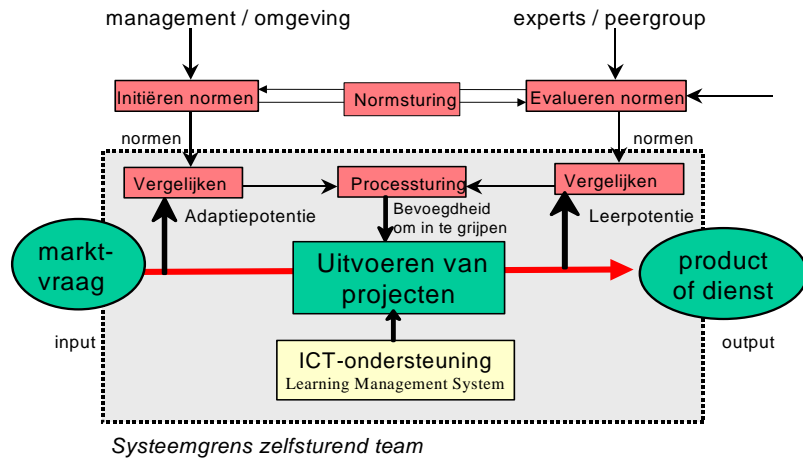 management / omgeving
experts / peergroup
Initiëren normen
Normsturing
Evalueren normen
normen
normen
Vergelijken
Processturing
Vergelijken
Adaptiepotentie
Bevoegdheid
om in te grijpen
Leerpotentie
markt-
vraag
Uitvoeren van
projecten
product
of dienst
input
output
ICT-ondersteuning
Learning Management System
Systeemgrens zelfsturend team